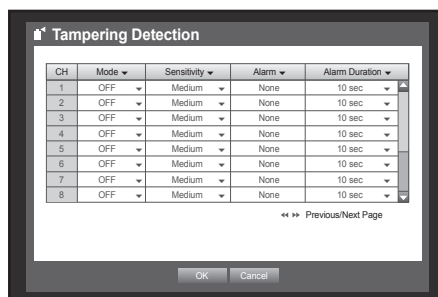 Tampering Detection
CH Mode Sensitivity Alarm Alarm Duration
1 OFF Medium None 10 sec
2 OFF Medium None 10 sec
3 OFF Medium None 10 sec
4 OFF Medium None 10 sec
5 OFF Medium None 10 sec
6 OFF Medium None 10 sec
7 OFF Medium None 10 sec
8 OFF Medium None 10 sec
Previous/Next Page
OK Cancel